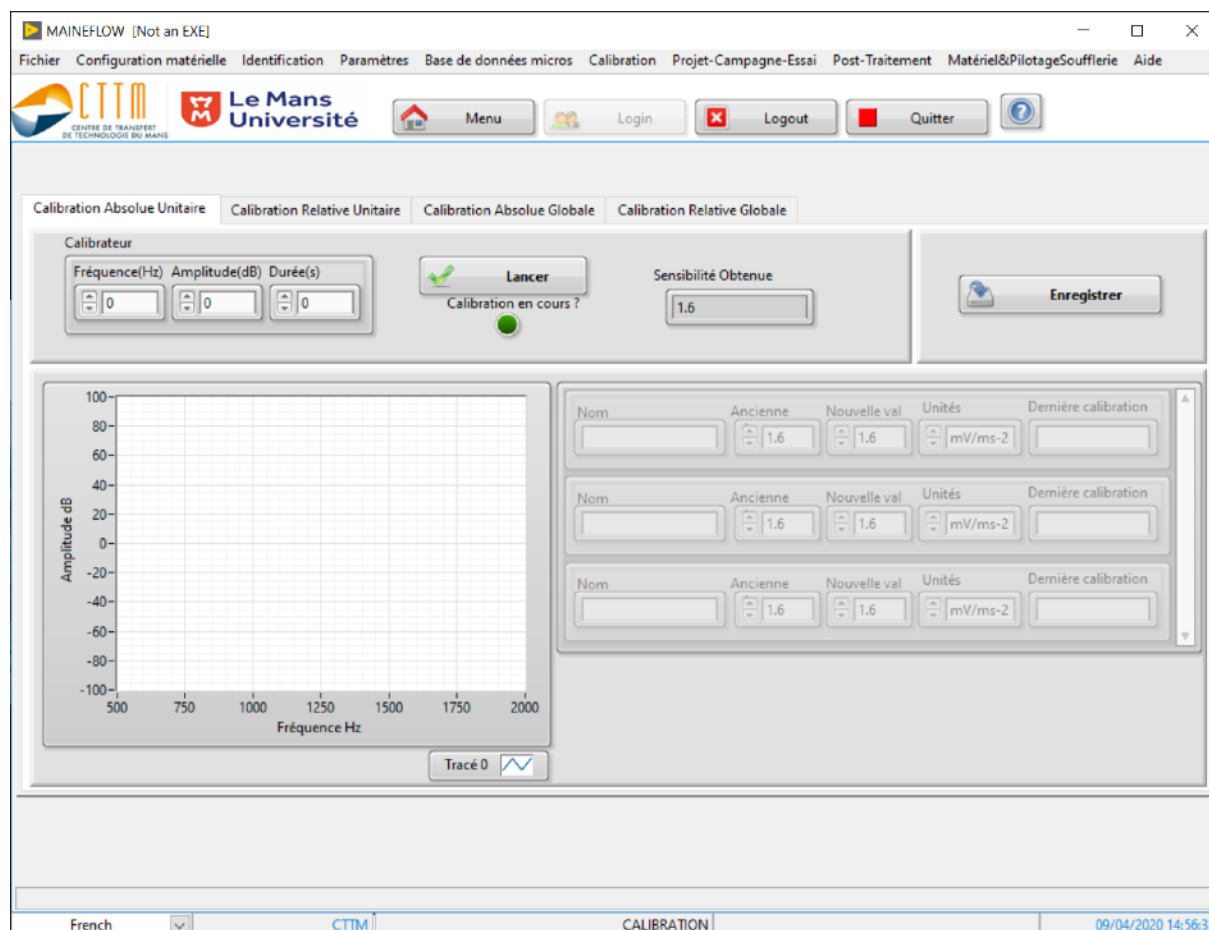 MAINEFLOW [Not an EXE]
Fichier Configuration matérielle Identification Paramètres Base de données micros Calibration Projet-Campagne-Essai Post-Traitement Matériel&PilotageSoufflerie Aide
CTTM
CENTRE DE TRANSFERT
DE TECHNOLOGIE DU MANS
Le Mans
Université
Menu Login Logout Quitter
Calibration Absolue Unitaire Calibration Relative Unitaire Calibration Absolue Globale Calibration Relative Globale
Calibrateur
Fréquence(Hz) Amplitude(dB) Durée(s)
0 0 0
Lancer
Calibration en cours ?
Sensibilité Obtenue
1.6
Enregistrer
100
80
60
40
20
0
-20
-40
-60
-80
-100
Amplitude dB
500 750 1000 1250 1500 1750 2000
Fréquence Hz
Tracé 0
Nom Ancienne Nouvelle val Unités Dernière calibration
1.6 1.6 mV/ms-2
Nom Ancienne Nouvelle val Unités Dernière calibration
1.6 1.6 mV/ms-2
Nom Ancienne Nouvelle val Unités Dernière calibration
1.6 1.6 mV/ms-2
French CTTM CALIBRATION 09/04/2020 14:56:3